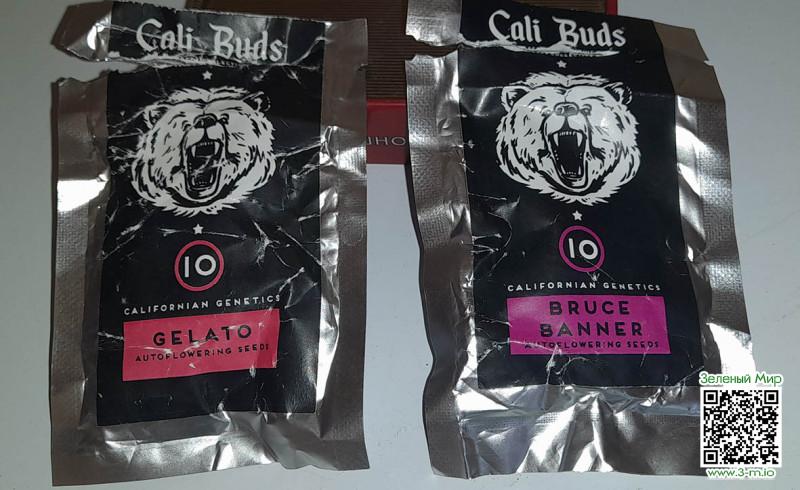 Cali Buds
10
CALIFORNIAN GENETICS
GELATO
AUTOFLOWERING SEEDS
Cali Buds
10
CALIFORNIAN GENETICS
BRUCE
BANNER
AUTOFLOWERING SEEDS
Зеленый Мир
www.3-m.io